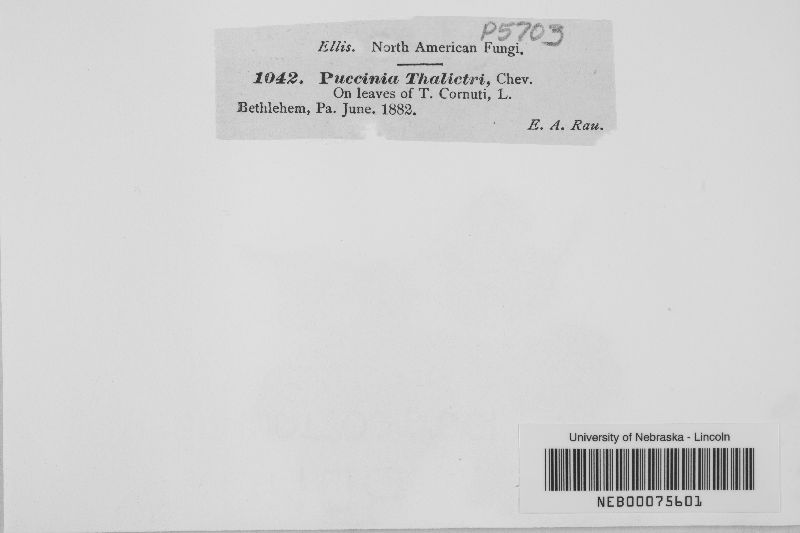 P5703
Ellis. North American Fungi.
1042. Puccinia Thalictri, Chev.
On leaves of T. Cornuti, L.
Bethlehem, Pa. June. 1882.
E. A. Rau.
University of Nebraska - Lincoln
NEB00075601